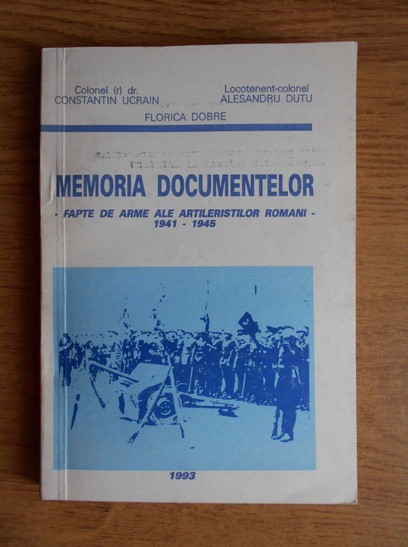 Colonel (r) dr.
CONSTANTIN UCRAIN
Locotenent-colonel
ALESANDRU DUTU
FLORICA DOBRE
MEMORIA DOCUMENTELOR
- FAPTE DE ARME ALE ARTILERISTILOR ROMANI -
1941 - 1945
1993